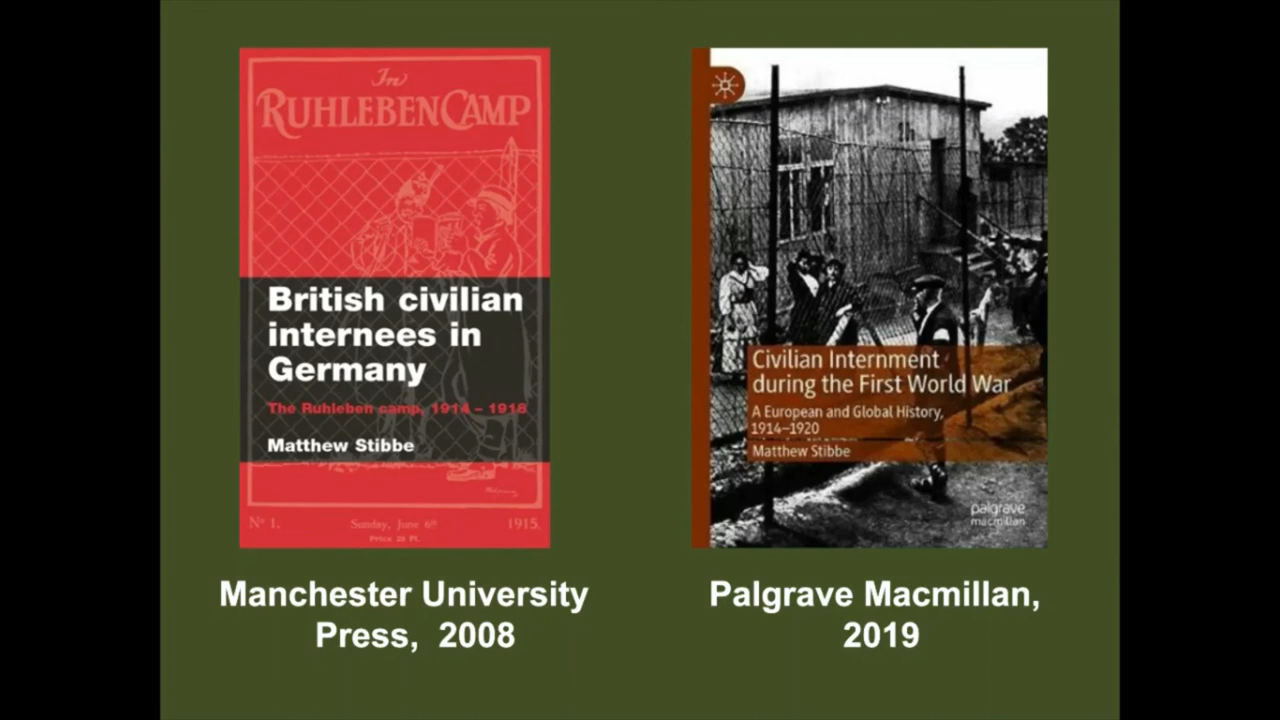 In
RUHLEBEN CAMP
British civilian
internees in
Germany
The Ruhleben camp, 1914 – 1918
Matthew Stibbe
Nº 1.
Sunday, June 6th
1915.
Price 20 Pf.
Manchester University
Press, 2008
Civilian Internment
during the First World War
A European and Global History,
1914–1920
Matthew Stibbe
palgrave
macmillan
Palgrave Macmillan,
2019